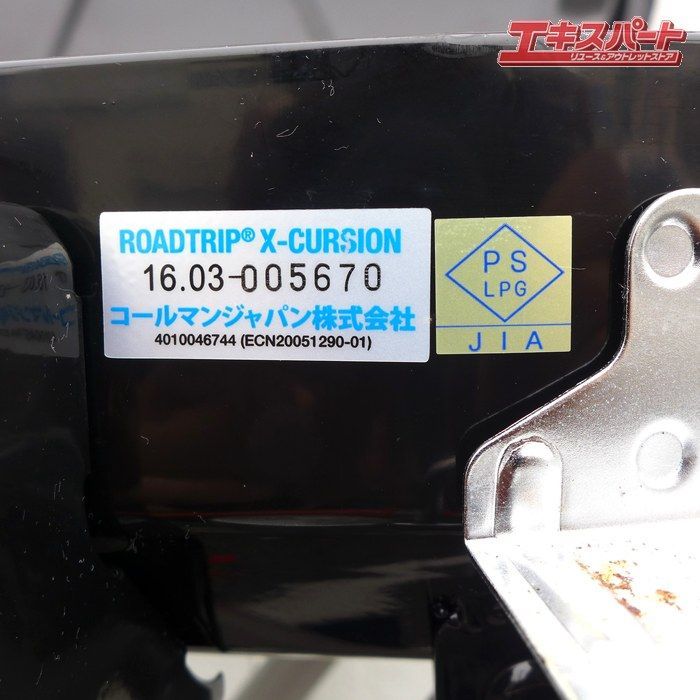 エキスパート
リユース&アウトレットストア
ROADTRIP® X-CURSION
16.03-005670
コールマンジャパン株式会社
4010046744 (ECN20051290-01)
PS
LPG
JIA